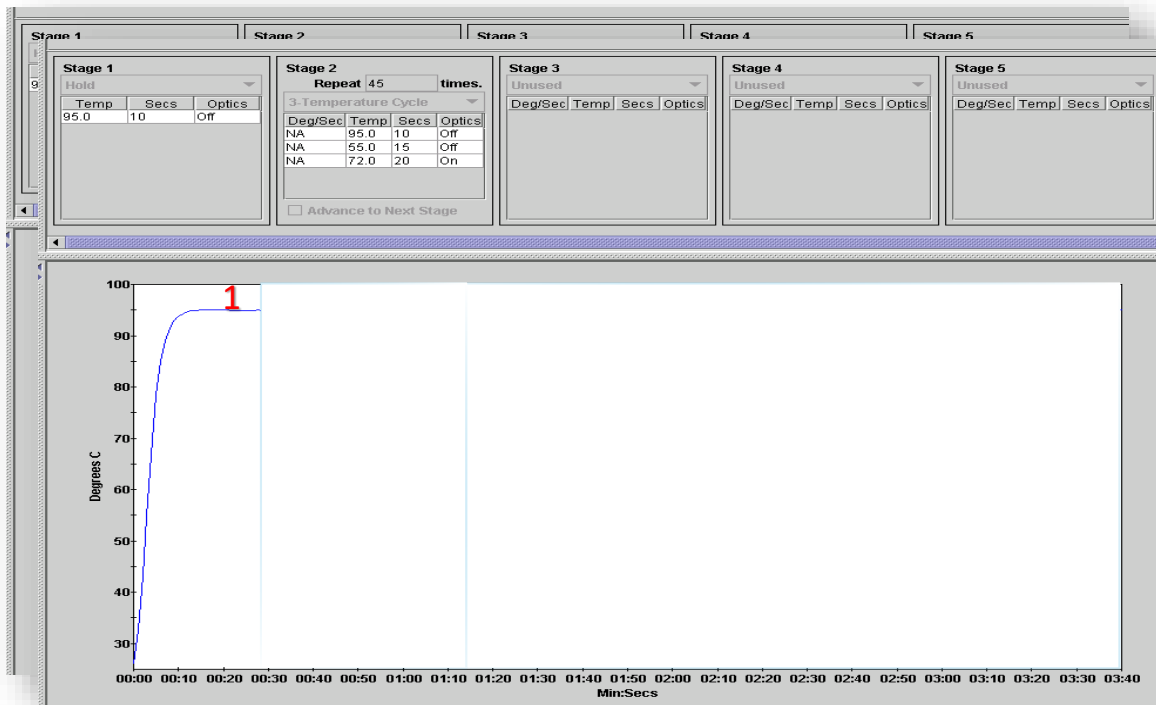 Stage 1 Stage 2 Stage 3 Stage 4 Stage 5
9
Stage 1 Stage 2 Stage 3 Stage 4 Stage 5
Hold Repeat 45 times. Unused Unused Unused
Temp Secs Optics 3-Temperature Cycle Deg/Sec Temp Secs Optics Deg/Sec Temp Secs Optics Deg/Sec Temp Secs Optics
95.0 10 Off Deg/Sec Temp Secs Optics
NA 95.0 10 Off
NA 55.0 15 Off
NA 72.0 20 On
Advance to Next Stage
100
1
90
80
70
60
50
40
30
Degrees C
00:00 00:10 00:20 00:30 00:40 00:50 01:00 01:10 01:20 01:30 01:40 01:50 02:00 02:10 02:20 02:30 02:40 02:50 03:00 03:10 03:20 03:30 03:40
Min:Secs